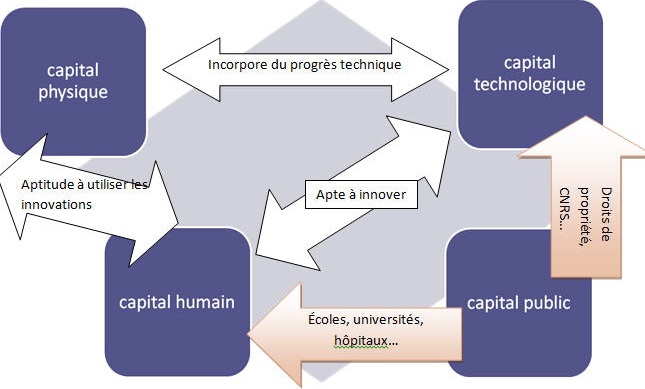 capital
physique
Incorpore du progrès technique
capital
technologique
Aptitude à utiliser les
innovations
Apte à innover
Droits de
propriété,
CNRS...
capital humain
capital public
Écoles, universités,
hôpitaux...